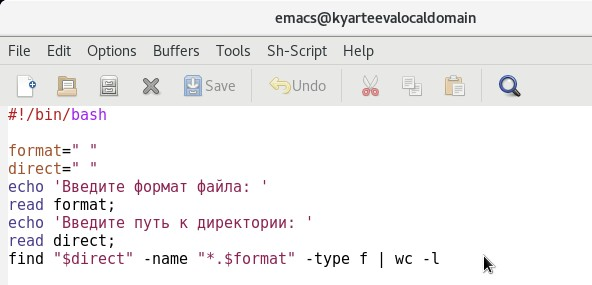 emacs@kyarteevalocaldomain
File Edit Options Buffers Tools Sh-Script Help
Save Undo
#!/bin/bash
format=" "
direct=" "
echo 'Введите формат файла: '
read format;
echo 'Введите путь к директории: '
read direct;
find "$direct" -name "*.$format" -type f | wc -l